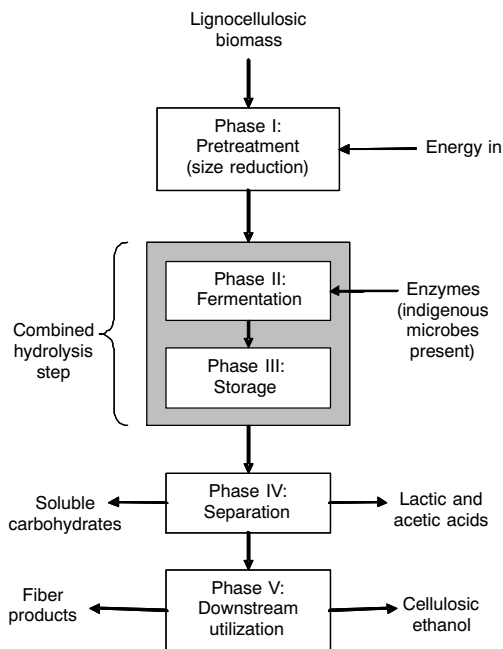 Lignocellulosic
biomass
Phase I:
Pretreatment
(size reduction)
Energy in
Phase II:
Fermentation
Enzymes
(indigenous
microbes
present)
Combined
hydrolysis
step
Phase III:
Storage
Soluble
carbohydrates
Phase IV:
Separation
Lactic and
acetic acids
Fiber
products
Phase V:
Downstream
utilization
Cellulosic
ethanol